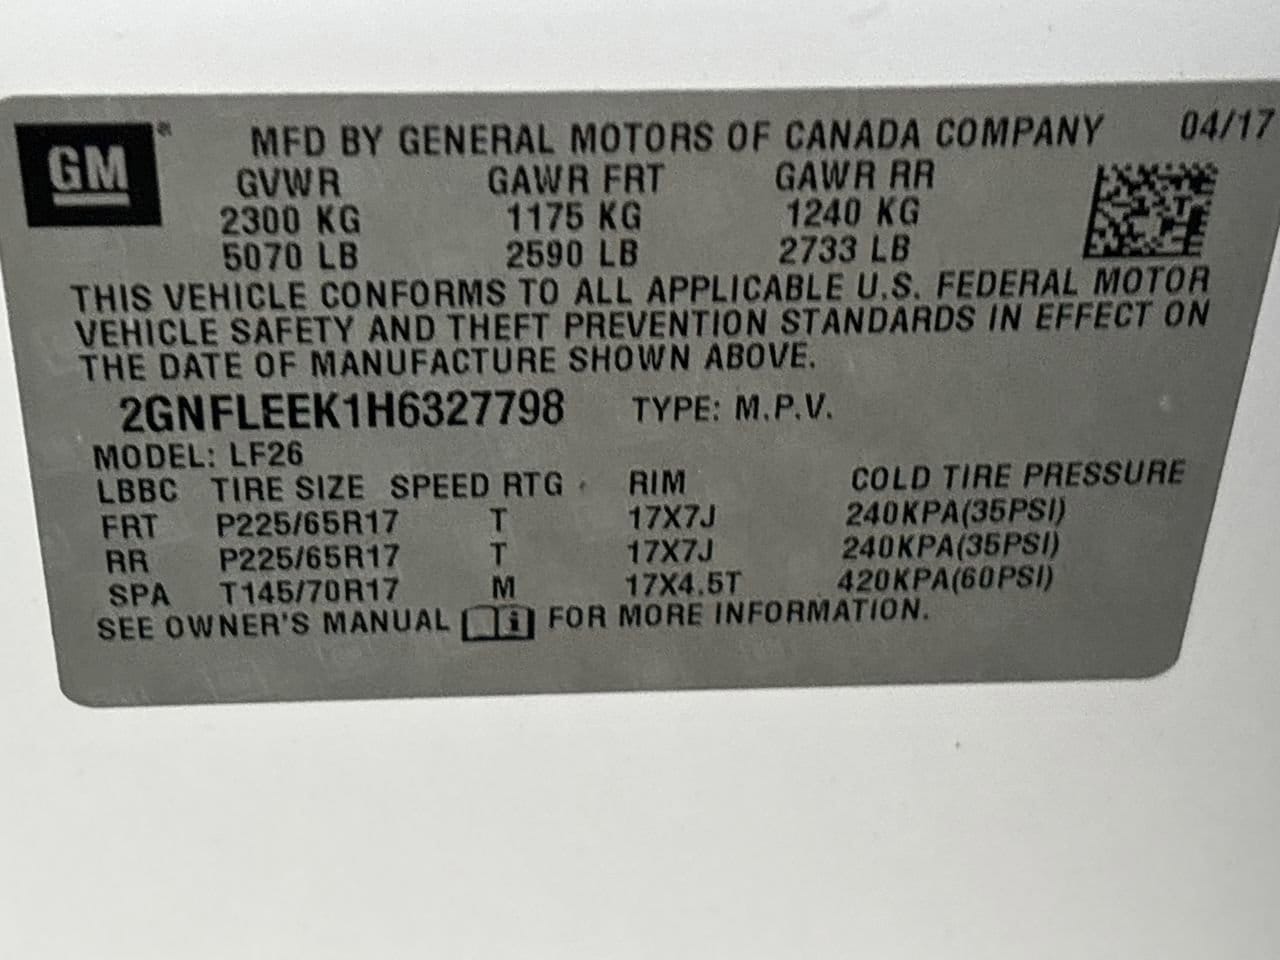 GM ® MFD BY GENERAL MOTORS OF CANADA COMPANY 04/17
GVWR GAWR FRT GAWR RR
2300 KG 1175 KG 1240 KG
5070 LB 2590 LB 2733 LB
THIS VEHICLE CONFORMS TO ALL APPLICABLE U.S. FEDERAL MOTOR
VEHICLE SAFETY AND THEFT PREVENTION STANDARDS IN EFFECT ON
THE DATE OF MANUFACTURE SHOWN ABOVE.
2GNFLEEK1H6327798 TYPE: M.P.V.
MODEL: LF26
LBBC TIRE SIZE SPEED RTG RIM COLD TIRE PRESSURE
FRT P225/65R17 T 17X7J 240KPA(35PSI)
RR P225/65R17 T 17X7J 240KPA(35PSI)
SPA T145/70R17 M 17X4.5T 420KPA(60PSI)
SEE OWNER'S MANUAL i FOR MORE INFORMATION.